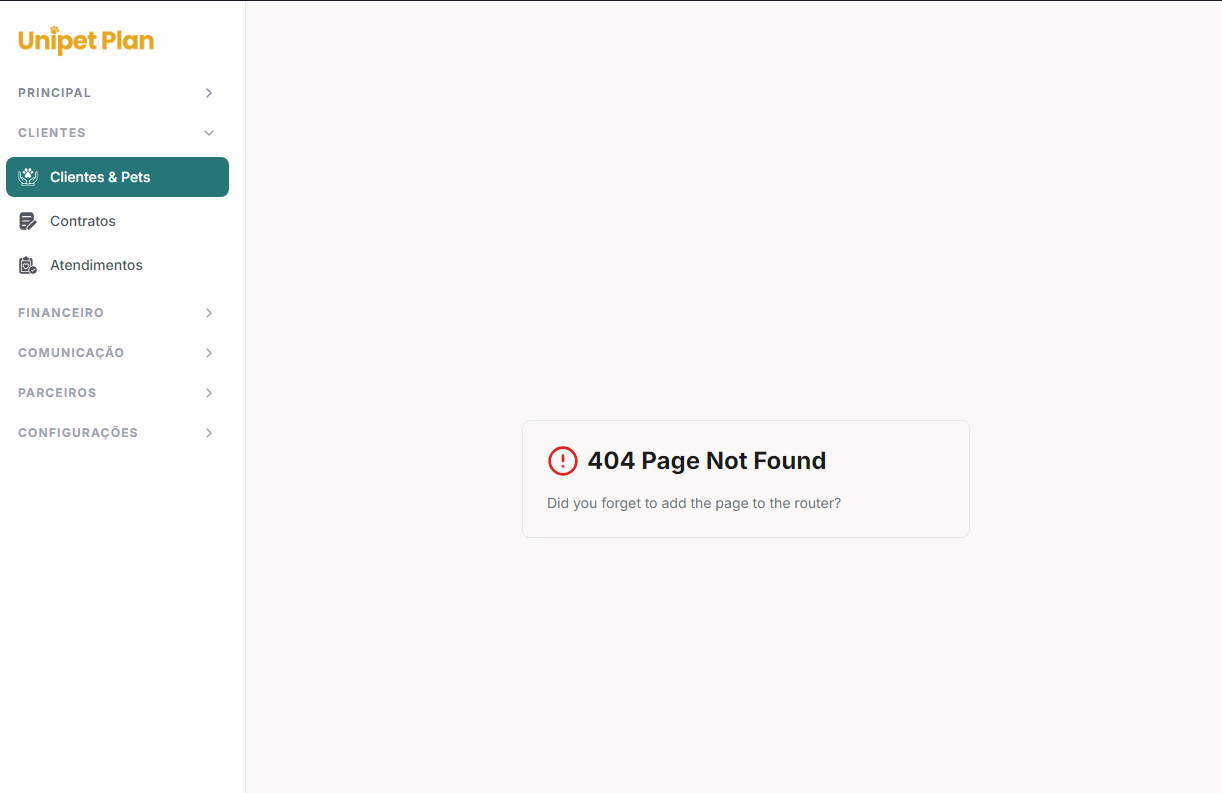 Unipet Plan
PRINCIPAL
CLIENTES
Clientes & Pets
Contratos
Atendimentos
FINANCEIRO
COMUNICAÇÃO
PARCEIROS
CONFIGURAÇÕES
404 Page Not Found
Did you forget to add the page to the router?